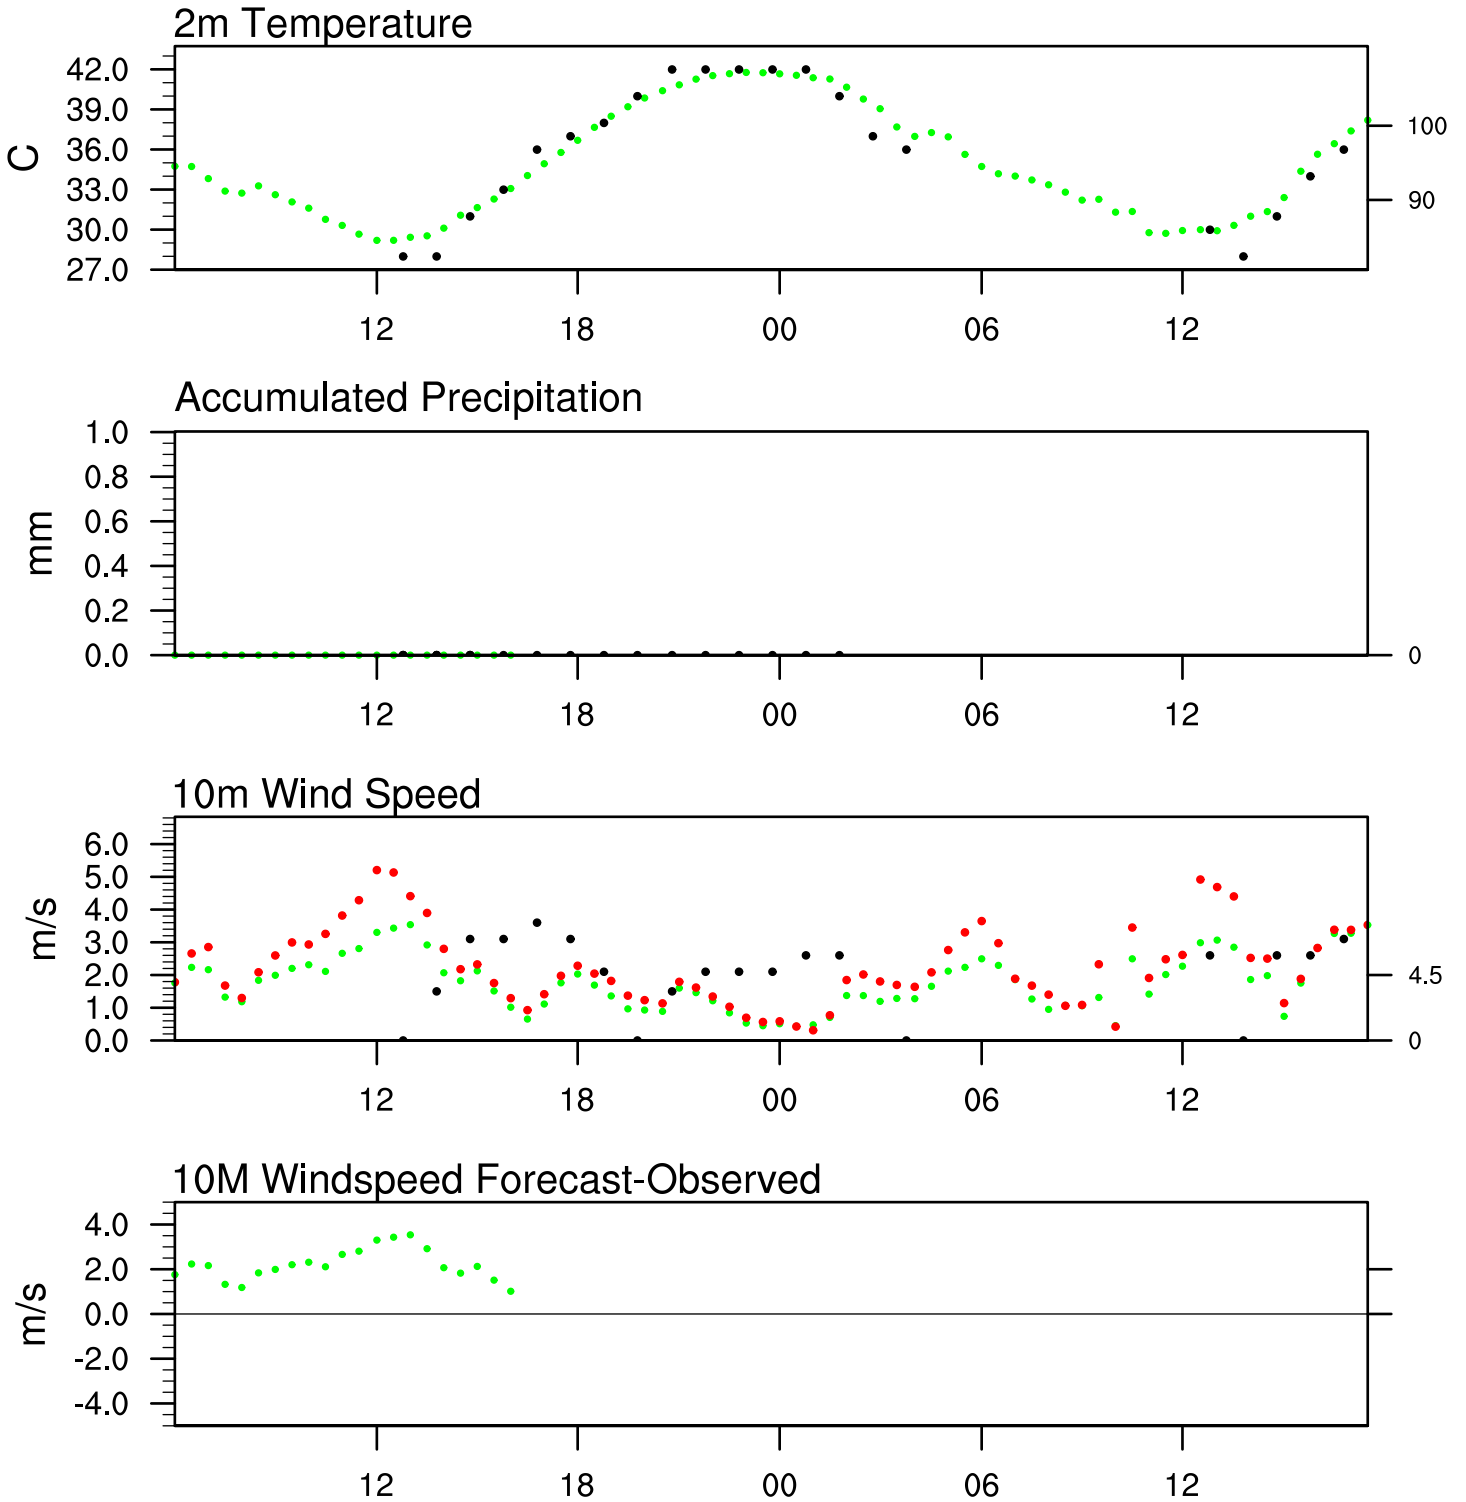 2m Temperature
42.0
39.0
36.0
33.0
30.0
27.0
C
100
90
12 18 00 06 12
Accumulated Precipitation
1.0
0.8
0.6
0.4
0.2
0.0
mm
0
12 18 00 06 12
10m Wind Speed
6.0
5.0
4.0
3.0
2.0
1.0
0.0
m/s
4.5
0
12 18 00 06 12
10M Windspeed Forecast-Observed
4.0
2.0
0.0
-2.0
-4.0
m/s
12 18 00 06 12